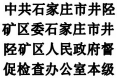 中共石家庄市井陉
矿区委石家庄市井
陉矿区人民政府督
促检查办公室本级